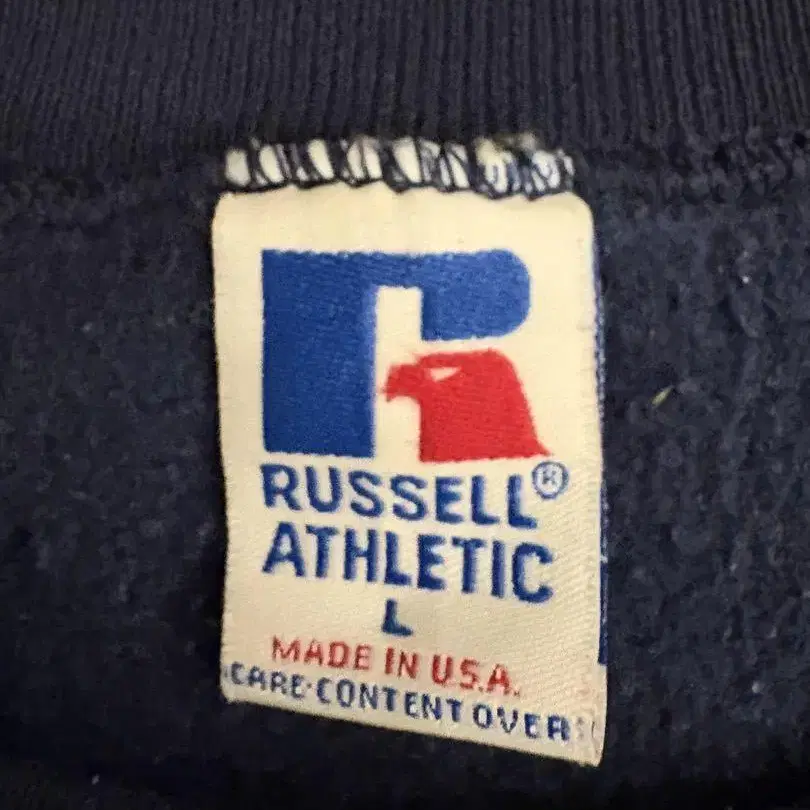 RUSSELL®
ATHLETIC
L
MADE IN U.S.A.
CARE·CONTENT OVER